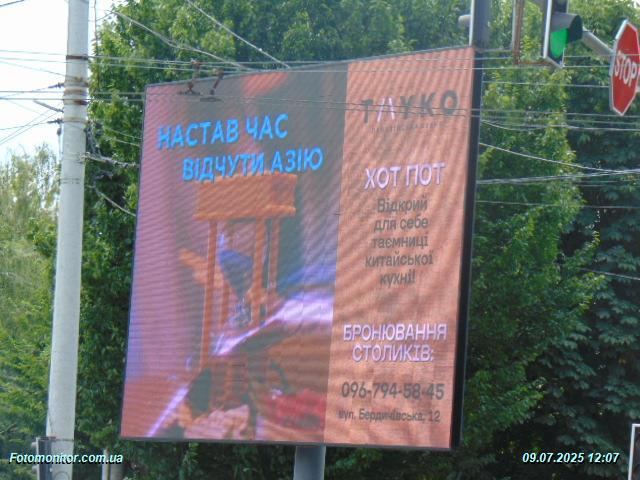 НАСТАВ ЧАС
ВІДЧУТИ АЗІЮ
ТАУКО
ХОТ ПОТ
Відкрий
для себе
таємниці
китайської
кухні!
БРОНЮВАННЯ
СТОЛИКІВ:
096-794-58-45
вул. Бердичівська, 12
STOP
Fotomonitor.com.ua
09.07.2025 12:07